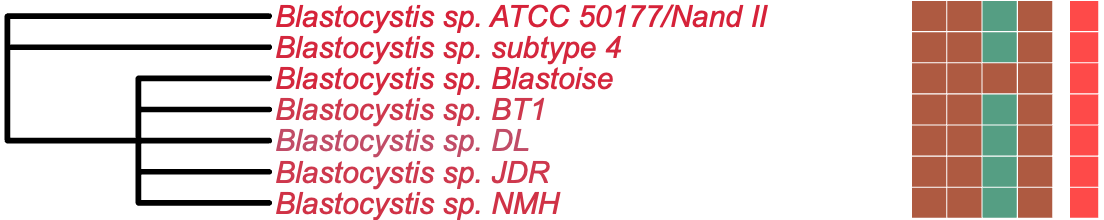 Blastocystis sp. ATCC 50177/Nand II
Blastocystis sp. subtype 4
Blastocystis sp. Blastoise
Blastocystis sp. BT1
Blastocystis sp. DL
Blastocystis sp. JDR
Blastocystis sp. NMH